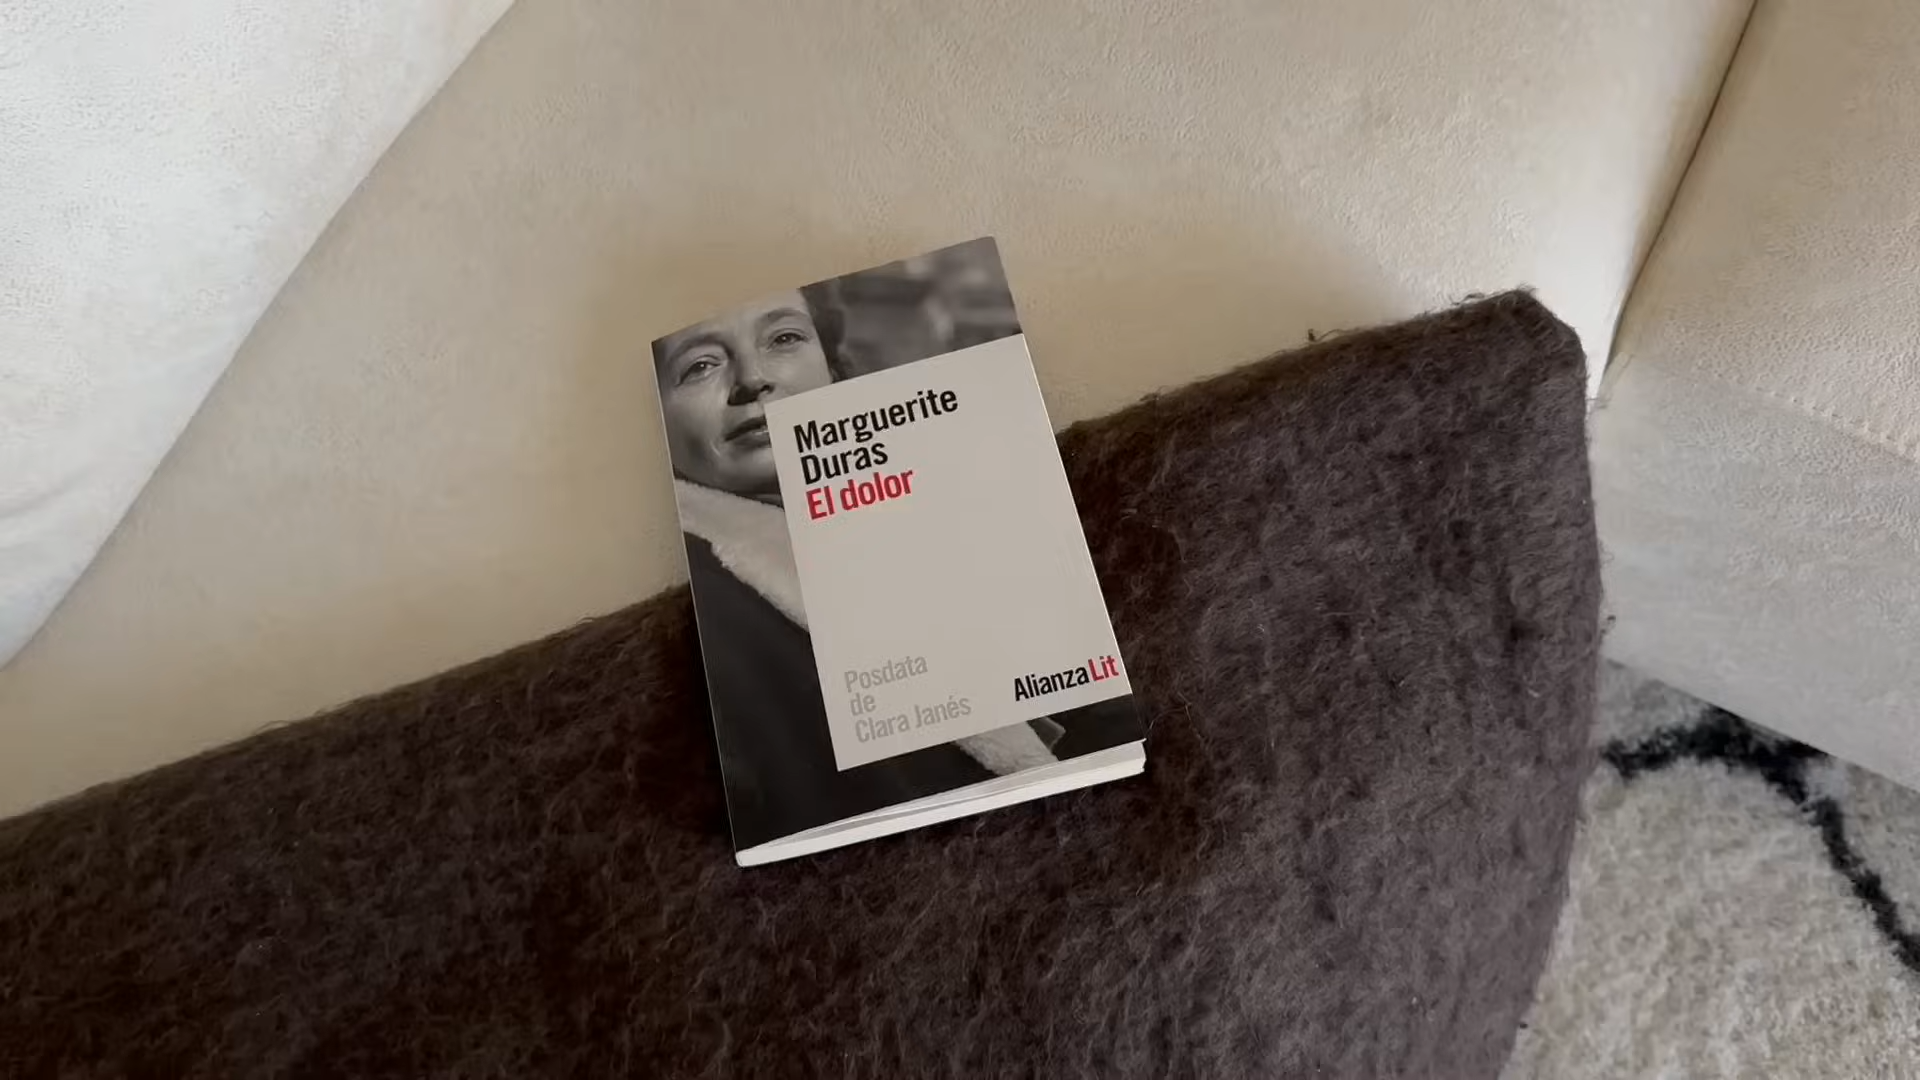 Marguerite
Duras
El dolor
Posdata
de
Clara Janés
AlianzaLit